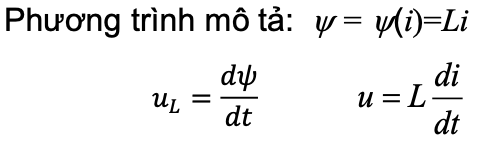 Phương trình mô tả: ψ = ψ(i)=Li
u_L = dψ/dt u = L di/dt